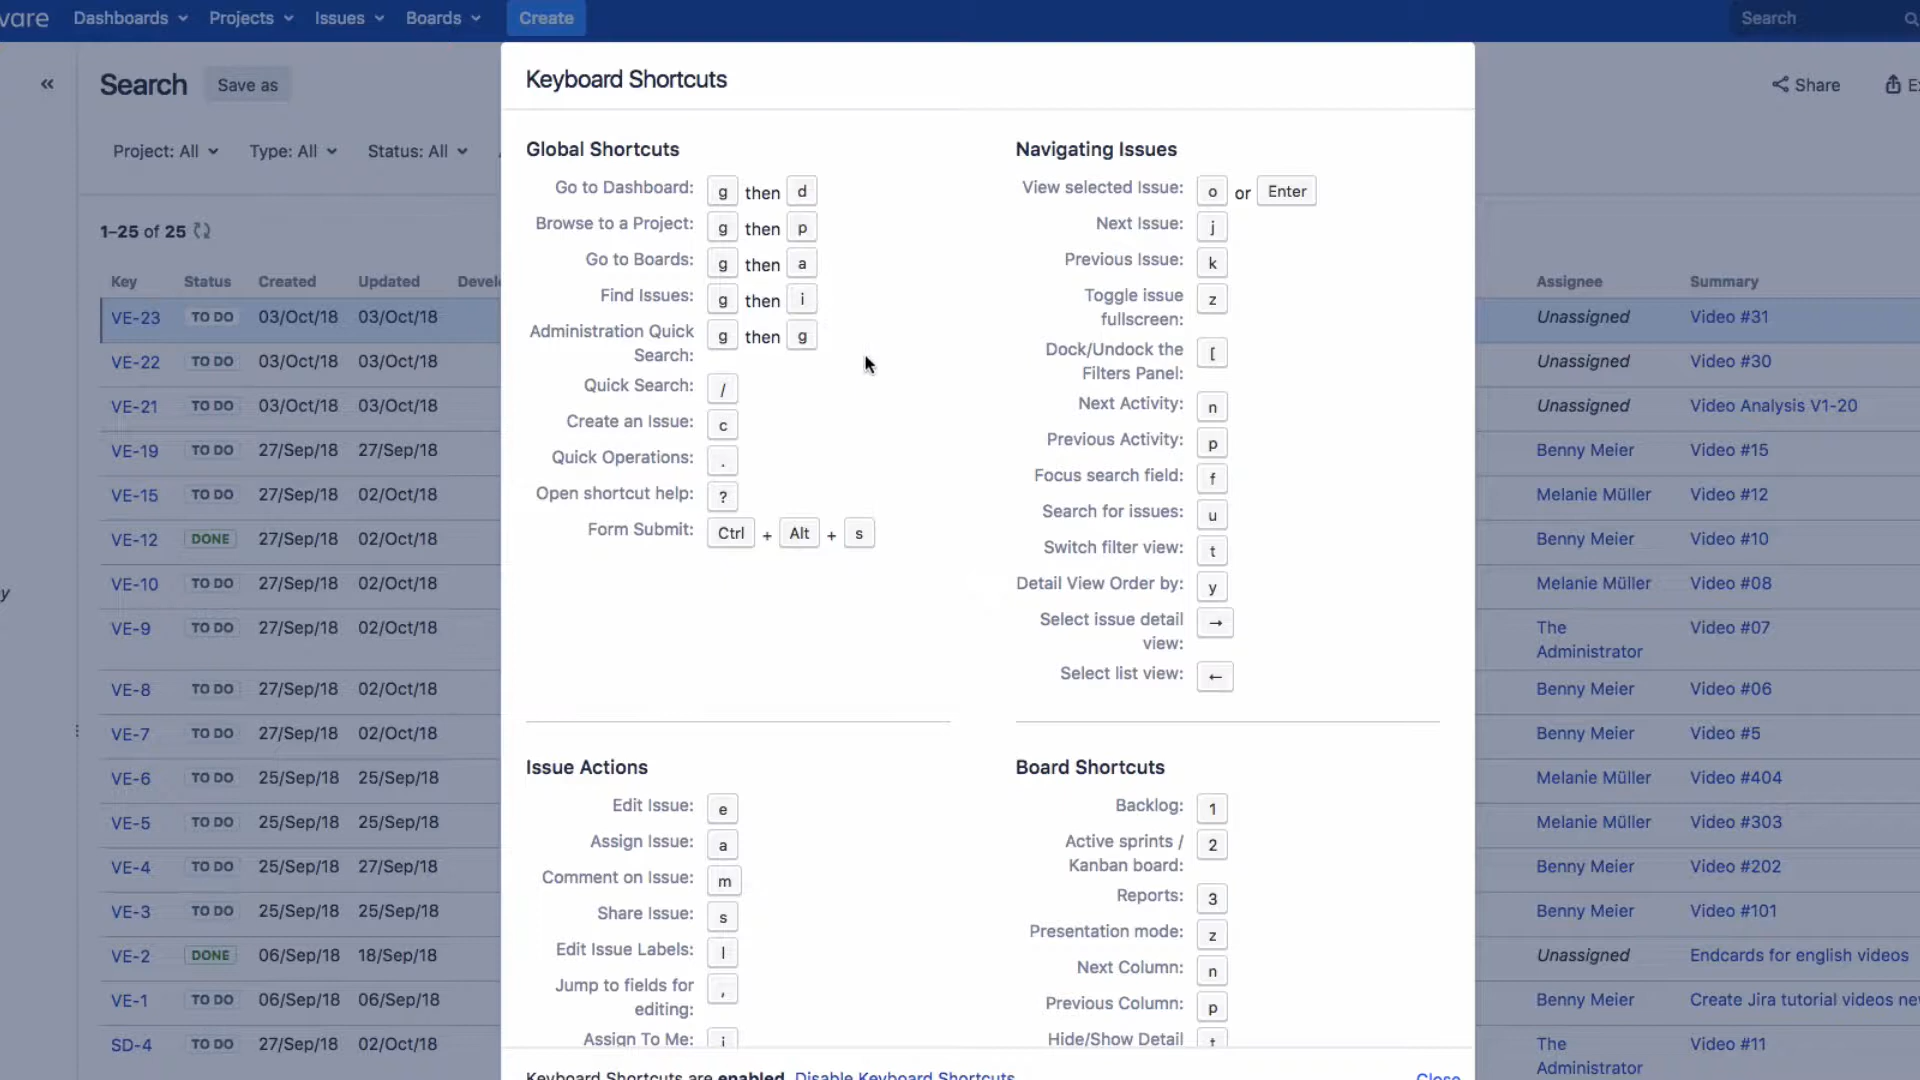 vare Dashboards Projects Issues Boards Create Search
Search Save as
Share
Project: All Type: All Status: All
1–25 of 25
Key Status Created Updated Assignee Summary
VE-23 TO DO 03/Oct/18 03/Oct/18 Unassigned Video #31
VE-22 TO DO 03/Oct/18 03/Oct/18 Unassigned Video #30
VE-21 TO DO 03/Oct/18 03/Oct/18 Unassigned Video Analysis V1-20
VE-19 TO DO 27/Sep/18 27/Sep/18 Benny Meier Video #15
VE-15 TO DO 27/Sep/18 02/Oct/18 Melanie Müller Video #12
VE-12 DONE 27/Sep/18 02/Oct/18 Benny Meier Video #10
VE-10 TO DO 27/Sep/18 02/Oct/18 Melanie Müller Video #08
VE-9 TO DO 27/Sep/18 02/Oct/18 The Video #07
Administrator
VE-8 TO DO 27/Sep/18 02/Oct/18 Benny Meier Video #06
VE-7 TO DO 27/Sep/18 02/Oct/18 Benny Meier Video #5
VE-6 TO DO 25/Sep/18 25/Sep/18 Melanie Müller Video #404
VE-5 TO DO 25/Sep/18 25/Sep/18 Melanie Müller Video #303
VE-4 TO DO 25/Sep/18 27/Sep/18 Benny Meier Video #202
VE-3 TO DO 25/Sep/18 25/Sep/18 Benny Meier Video #101
VE-2 DONE 06/Sep/18 18/Sep/18 Unassigned Endcards for english videos
VE-1 TO DO 06/Sep/18 06/Sep/18 Benny Meier Create Jira tutorial videos ne
SD-4 TO DO 27/Sep/18 02/Oct/18 The Video #11
Administrator
Keyboard Shortcuts
Global Shortcuts
Go to Dashboard: g then d
Browse to a Project: g then p
Go to Boards: g then a
Find Issues: g then i
Administration Quick g then g
Search:
Quick Search: /
Create an Issue: c
Quick Operations: .
Open shortcut help: ?
Form Submit: Ctrl + Alt + s
Navigating Issues
View selected Issue: o or Enter
Next Issue: j
Previous Issue: k
Toggle issue z
fullscreen:
Dock/Undock the [
Filters Panel:
Next Activity: n
Previous Activity: p
Focus search field: f
Search for issues: u
Switch filter view: t
Detail View Order by: y
Select issue detail →
view:
Select list view: ←
Issue Actions
Edit Issue: e
Assign Issue: a
Comment on Issue: m
Share Issue: s
Edit Issue Labels: l
Jump to fields for ,
editing:
Assign To Me: i
Board Shortcuts
Backlog: 1
Active sprints / 2
Kanban board:
Reports: 3
Presentation mode: z
Next Column: n
Previous Column: p
Hide/Show Detail t
Keyboard Shortcuts are enabled Disable Keyboard Shortcuts Close